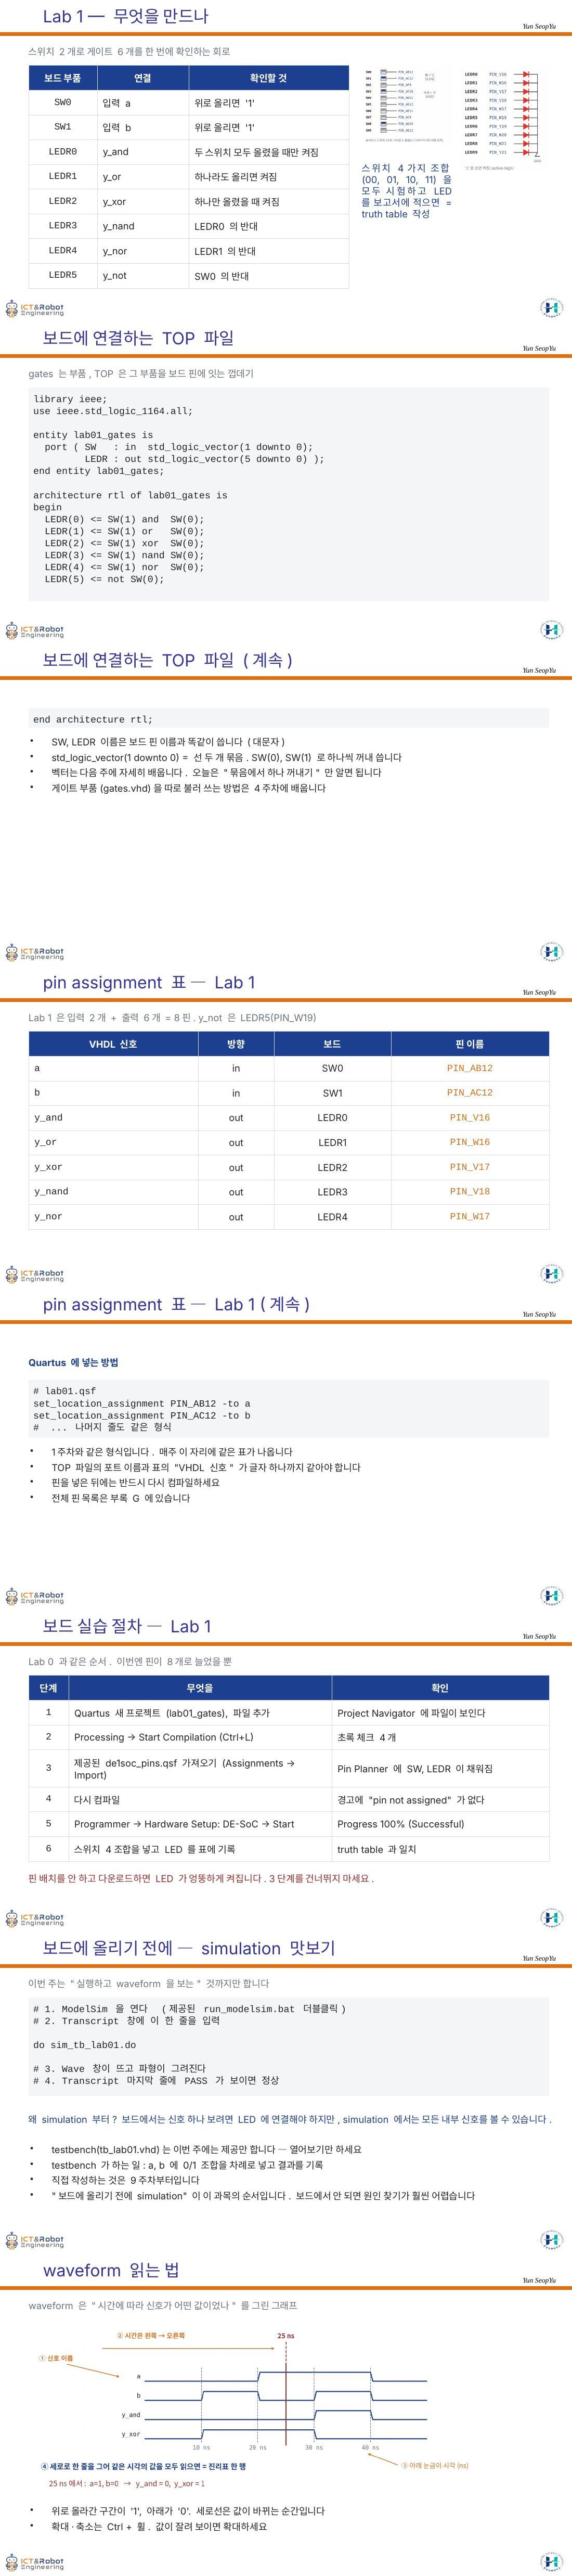 Lab 1 — 무엇을 만드나
Yun SeopYu
스위치 2 개로 게이트 6 개를 한 번에 확인하는 회로
보드 부품 연결 확인할 것
SW0 입력 a 위로 올리면 '1'
SW1 입력 b 위로 올리면 '1'
LEDR0 y_and 두 스위치 모두 올렸을 때만 켜짐
LEDR1 y_or 하나라도 올리면 켜짐
LEDR2 y_xor 하나만 올렸을 때 켜짐
LEDR3 y_nand LEDR0 의 반대
LEDR4 y_nor LEDR1 의 반대
LEDR5 y_not SW0 의 반대
LEDR0 PIN_V16
LEDR1 PIN_W16
LEDR2 PIN_V17
LEDR3 PIN_V18
LEDR4 PIN_W17
LEDR5 PIN_W19
LEDR6 PIN_Y19
LEDR7 PIN_W20
LEDR8 PIN_W21
LEDR9 PIN_Y21
스위치 4 가지 조합
(00, 01, 10, 11) 을
모두 시험하고 LED
를 보고서에 적으면 =
truth table 작성
ICT&Robot
Engineering
보드에 연결하는 TOP 파일
Yun SeopYu
gates 는 부품 , TOP 은 그 부품을 보드 핀에 잇는 껍데기
library ieee;
use ieee.std_logic_1164.all;
entity lab01_gates is
port ( SW : in std_logic_vector(1 downto 0);
LEDR : out std_logic_vector(5 downto 0) );
end entity lab01_gates;
architecture rtl of lab01_gates is
begin
LEDR(0) <= SW(1) and SW(0);
LEDR(1) <= SW(1) or SW(0);
LEDR(2) <= SW(1) xor SW(0);
LEDR(3) <= SW(1) nand SW(0);
LEDR(4) <= SW(1) nor SW(0);
LEDR(5) <= not SW(0);
ICT&Robot
Engineering
보드에 연결하는 TOP 파일 ( 계속 )
Yun SeopYu
end architecture rtl;
• SW, LEDR 이름은 보드 핀 이름과 똑같이 씁니다 ( 대문자 )
• std_logic_vector(1 downto 0) = 선 두 개 묶음 . SW(0), SW(1) 로 하나씩 꺼내 씁니다
• 벡터는 다음 주에 자세히 배웁니다 . 오늘은 " 묶음에서 하나 꺼내기 " 만 알면 됩니다
• 게이트 부품 (gates.vhd) 을 따로 불러 쓰는 방법은 4 주차에 배웁니다
ICT&Robot
Engineering
pin assignment 표 — Lab 1
Yun SeopYu
Lab 1 은 입력 2 개 + 출력 6 개 = 8 핀 . y_not 은 LEDR5(PIN_W19)
VHDL 신호 방향 보드 핀 이름
a in SW0 PIN_AB12
b in SW1 PIN_AC12
y_and out LEDR0 PIN_V16
y_or out LEDR1 PIN_W16
y_xor out LEDR2 PIN_V17
y_nand out LEDR3 PIN_V18
y_nor out LEDR4 PIN_W17
ICT&Robot
Engineering
pin assignment 표 — Lab 1 ( 계속 )
Yun SeopYu
Quartus 에 넣는 방법
# lab01.qsf
set_location_assignment PIN_AB12 -to a
set_location_assignment PIN_AC12 -to b
# ... 나머지 줄도 같은 형식
• 1 주차와 같은 형식입니다 . 매주 이 자리에 같은 표가 나옵니다
• TOP 파일의 포트 이름과 표의 "VHDL 신호 " 가 글자 하나까지 같아야 합니다
• 핀을 넣은 뒤에는 반드시 다시 컴파일하세요
• 전체 핀 목록은 부록 G 에 있습니다
ICT&Robot
Engineering
보드 실습 절차 — Lab 1
Yun SeopYu
Lab 0 과 같은 순서 . 이번엔 핀이 8 개로 늘었을 뿐
단계 무엇을 확인
1 Quartus 새 프로젝트 (lab01_gates), 파일 추가 Project Navigator 에 파일이 보인다
2 Processing → Start Compilation (Ctrl+L) 초록 체크 4 개
3 제공된 de1soc_pins.qsf 가져오기 (Assignments → Import) Pin Planner 에 SW, LEDR 이 채워짐
4 다시 컴파일 경고에 "pin not assigned" 가 없다
5 Programmer → Hardware Setup: DE-SoC → Start Progress 100% (Successful)
6 스위치 4 조합을 넣고 LED 를 표에 기록 truth table 과 일치
핀 배치를 안 하고 다운로드하면 LED 가 엉뚱하게 켜집니다 . 3 단계를 건너뛰지 마세요 .
ICT&Robot
Engineering
보드에 올리기 전에 — simulation 맛보기
Yun SeopYu
이번 주는 " 실행하고 waveform 을 보는 " 것까지만 합니다
# 1. ModelSim 을 연다 ( 제공된 run_modelsim.bat 더블클릭 )
# 2. Transcript 창에 이 한 줄을 입력
do sim_tb_lab01.do
# 3. Wave 창이 뜨고 파형이 그려진다
# 4. Transcript 마지막 줄에 PASS 가 보이면 정상
왜 simulation 부터 ? 보드에서는 신호 하나 보려면 LED 에 연결해야 하지만 , simulation 에서는 모든 내부 신호를 볼 수 있습니다 .
• testbench(tb_lab01.vhd) 는 이번 주에는 제공만 합니다 — 열어보기만 하세요
• testbench 가 하는 일 : a, b 에 0/1 조합을 차례로 넣고 결과를 기록
• 직접 작성하는 것은 9 주차부터입니다
• " 보드에 올리기 전에 simulation" 이 이 과목의 순서입니다 . 보드에서 안 되면 원인 찾기가 훨씬 어렵습니다
ICT&Robot
Engineering
waveform 읽는 법
Yun SeopYu
waveform 은 " 시간에 따라 신호가 어떤 값이었나 " 를 그린 그래프
② 시간은 왼쪽 → 오른쪽
25 ns
① 신호 이름
a
b
y_and
y_xor
10 ns 20 ns 30 ns 40 ns
③ 아래 눈금이 시각 (ns)
④ 세로로 한 줄을 그어 같은 시각의 값을 모두 읽으면 = 진리표 한 행
25 ns 에서 : a=1, b=0 → y_and = 0, y_xor = 1
• 위로 올라간 구간이 '1', 아래가 '0'. 세로선은 값이 바뀌는 순간입니다
• 확대 · 축소는 Ctrl + 휠 . 값이 잘려 보이면 확대하세요
ICT&Robot
Engineering